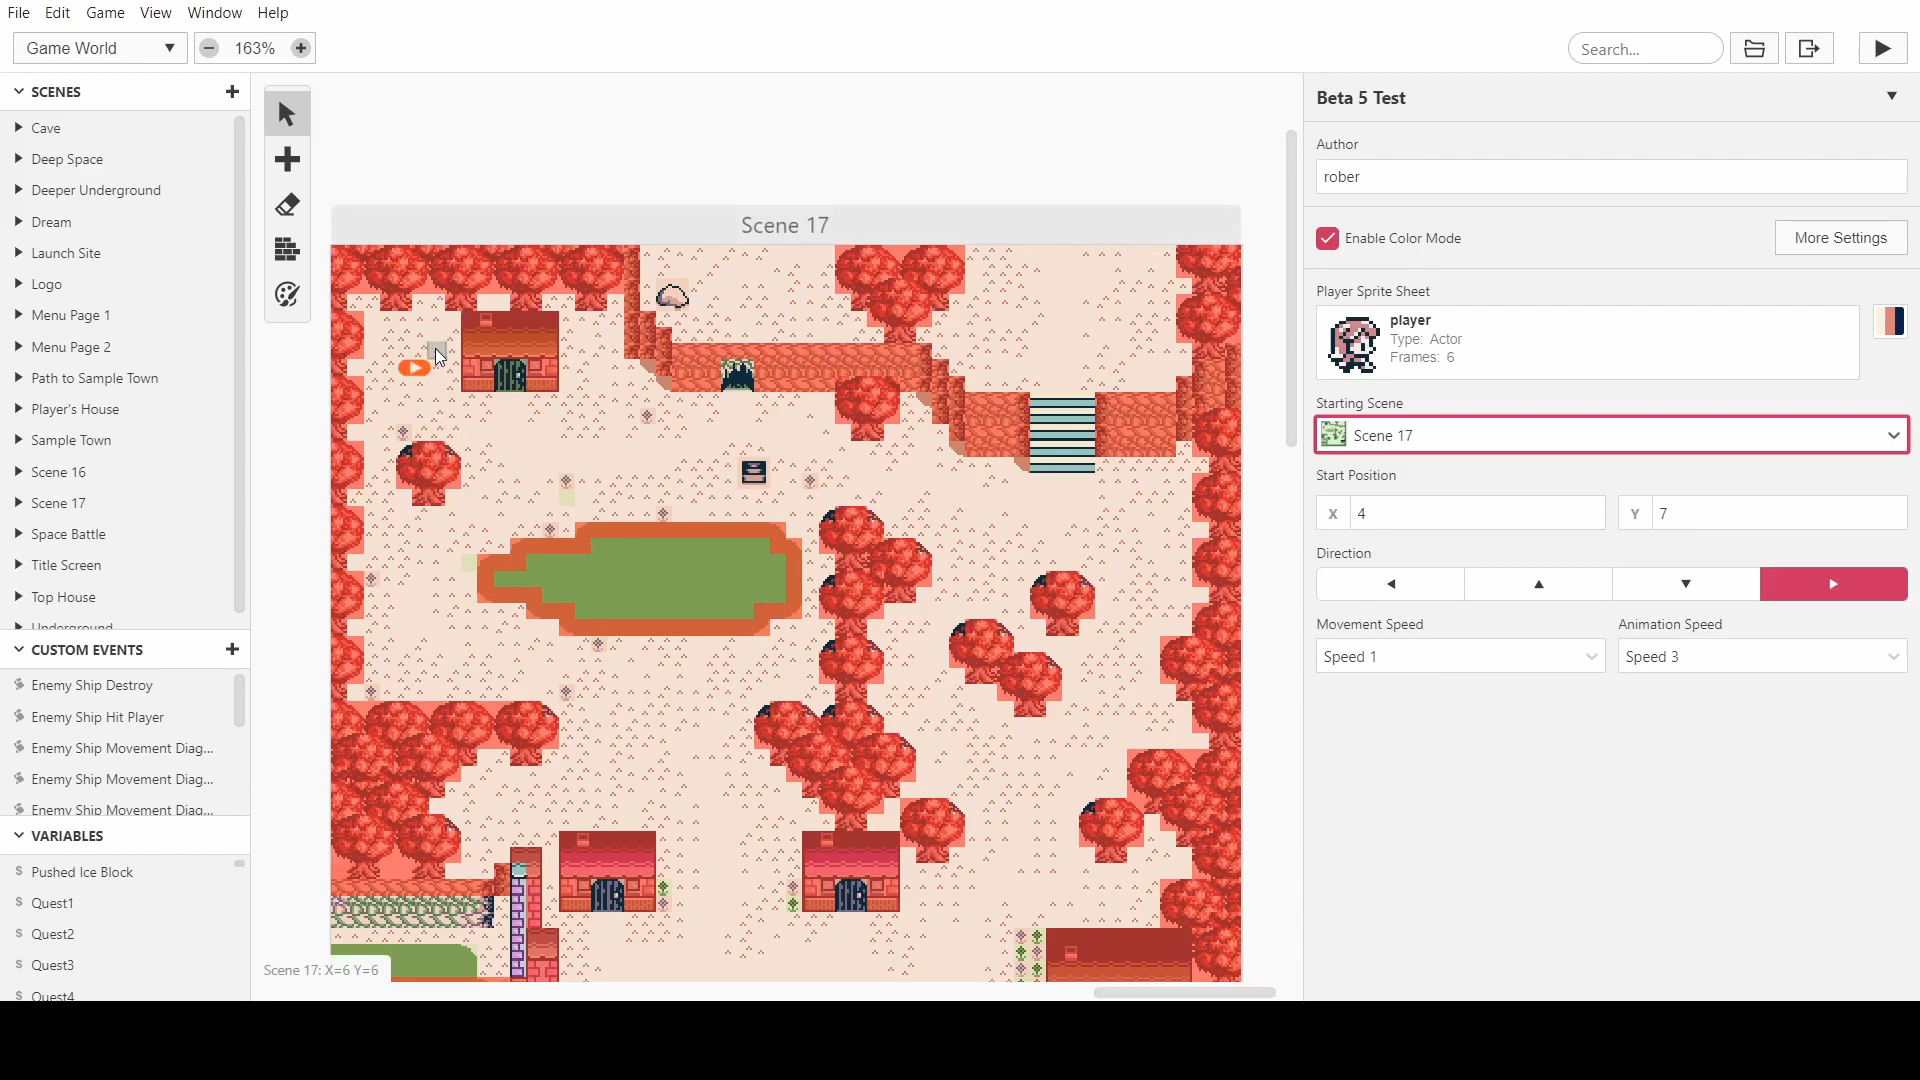 File Edit Game View Window Help
Game World
163%
Search...
SCENES
Cave
Deep Space
Deeper Underground
Dream
Launch Site
Logo
Menu Page 1
Menu Page 2
Path to Sample Town
Player's House
Sample Town
Scene 16
Scene 17
Space Battle
Title Screen
Top House
Underground
CUSTOM EVENTS
Enemy Ship Destroy
Enemy Ship Hit Player
Enemy Ship Movement Diag...
Enemy Ship Movement Diag...
Enemy Ship Movement Diag...
VARIABLES
$ Pushed Ice Block
$ Quest1
$ Quest2
$ Quest3
$ Quest4
Scene 17
Scene 17: X=6 Y=6
Beta 5 Test
Author
rober
Enable Color Mode
More Settings
Player Sprite Sheet
player
Type: Actor
Frames: 6
Starting Scene
Scene 17
Start Position
X 4 Y 7
Direction
Movement Speed Animation Speed
Speed 1 Speed 3